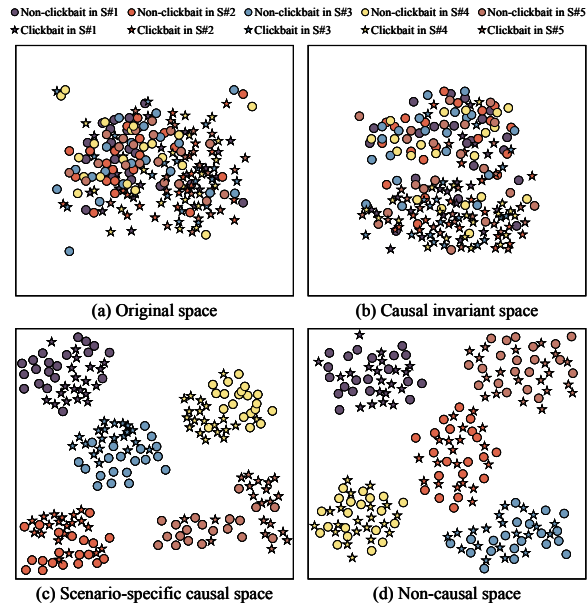 Non-clickbait in S#1 Non-clickbait in S#2 Non-clickbait in S#3 Non-clickbait in S#4 Non-clickbait in S#5
Clickbait in S#1 Clickbait in S#2 Clickbait in S#3 Clickbait in S#4 Clickbait in S#5
(a) Original space (b) Causal invariant space
(c) Scenario-specific causal space (d) Non-causal space